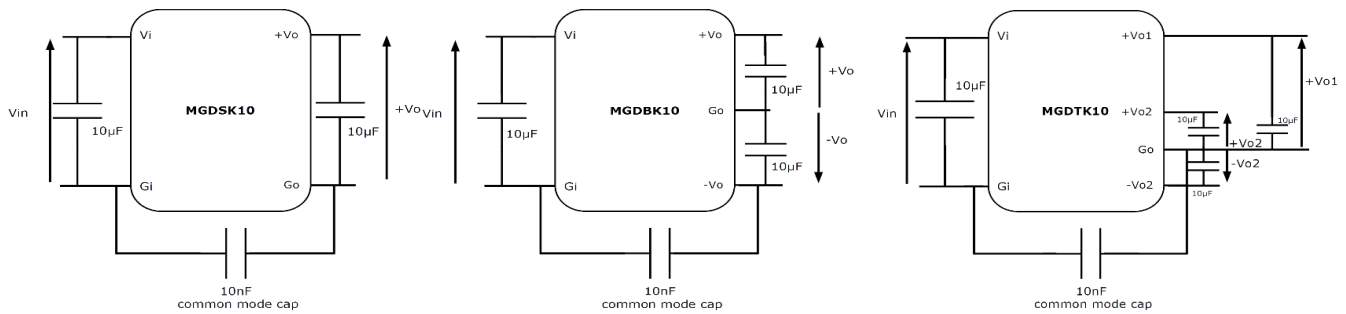 Vi
+Vo
Vin
10µF
MGDSK10
10µF
+Vo
Gi
Go
10nF
common mode cap
Vi
+Vo
Vin
10µF
MGDBK10
Go
10µF
+Vo
-Vo
10µF
Gi
-Vo
10nF
common mode cap
Vi
+Vo1
Vin
10µF
MGDTK10
+Vo2
Go
-Vo2
10µF
10µF
+Vo1
+Vo2
-Vo2
10µF
Gi
10nF
common mode cap